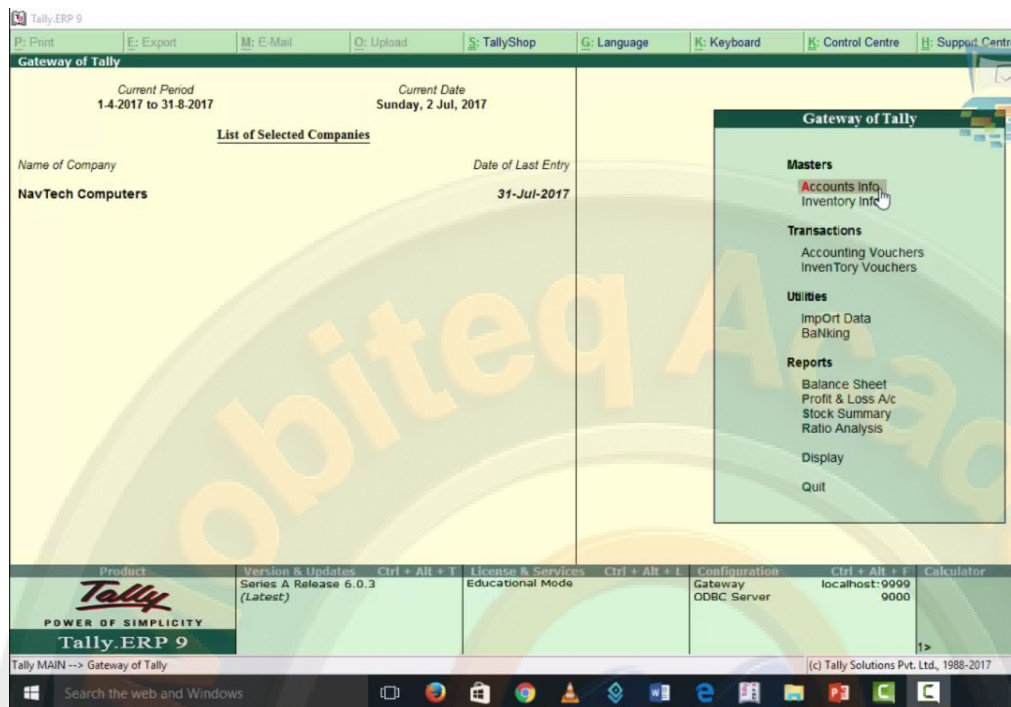 Tally.ERP 9
P: Print E: Export M: E-Mail O: Upload S: TallyShop G: Language K: Keyboard K: Control Centre H: Support Centre
Gateway of Tally
Current Period
1-4-2017 to 31-8-2017
Current Date
Sunday, 2 Jul, 2017
List of Selected Companies
Name of Company Date of Last Entry
NavTech Computers 31-Jul-2017
Gateway of Tally
Masters
Accounts Info.
Inventory Info
Transactions
Accounting Vouchers
InvenTory Vouchers
Utilities
ImpOrt Data
BaNking
Reports
Balance Sheet
Profit & Loss A/c
Stock Summary
Ratio Analysis
Display
Quit
Product
Tally
POWER OF SIMPLICITY
Tally.ERP 9
Version & Updates Ctrl + Alt + T
Series A Release 6.0.3
(Latest)
License & Services Ctrl + Alt + L
Educational Mode
Configuration Ctrl + Alt + F
Gateway localhost:9999
ODBC Server 9000
Calculator
1>
Tally MAIN --> Gateway of Tally (c) Tally Solutions Pvt. Ltd., 1988-2017
Search the web and Windows
obiteq Acad